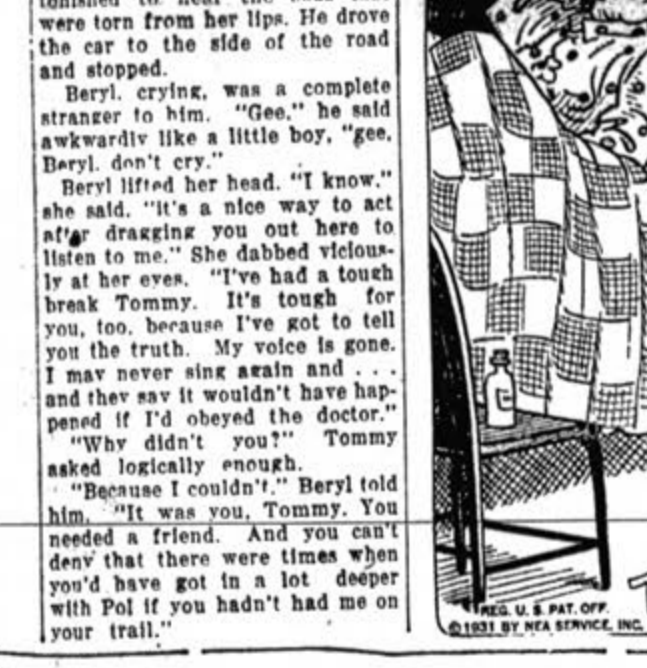 were torn from her lips. He drove
the car to the side of the road
and stopped.
Beryl, crying, was a complete
stranger to him. "Gee," he said
awkwardly like a little boy, "gee,
Beryl, don't cry."
Beryl lifted her head. "I know,"
she said, "it's a nice way to act
after dragging you out here to
listen to me." She dabbed vicious-
ly at her eyes. "I've had a tough
break Tommy. It's tough for
you, too, because I've got to tell
you the truth. My voice is gone.
I may never sing again and . . .
and they say it wouldn't have hap-
pened if I'd obeyed the doctor."
"Why didn't you?" Tommy
asked logically enough.
"Because I couldn't," Beryl told
him. "It was you, Tommy. You
needed a friend. And you can't
deny that there were times when
you'd have got in a lot deeper
with Pol if you hadn't had me on
your trail."
REG. U. S. PAT. OFF.
©1931 BY NEA SERVICE, INC.